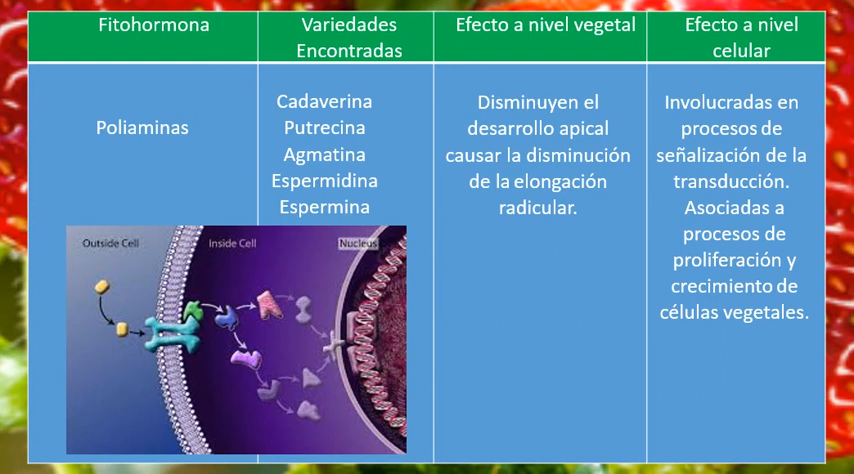 Fitohormona
Variedades
Encontradas
Efecto a nivel vegetal
Efecto a nivel
celular
Poliaminas
Cadaverina
Putrecina
Agmatina
Espermidina
Espermina
Disminuyen el
desarrollo apical
causar la disminución
de la elongación
radicular.
Involucradas en
procesos de
señalización de la
transducción.
Asociadas a
procesos de
proliferación y
crecimiento de
células vegetales.
Outside Cell
Inside Cell
Nucleus